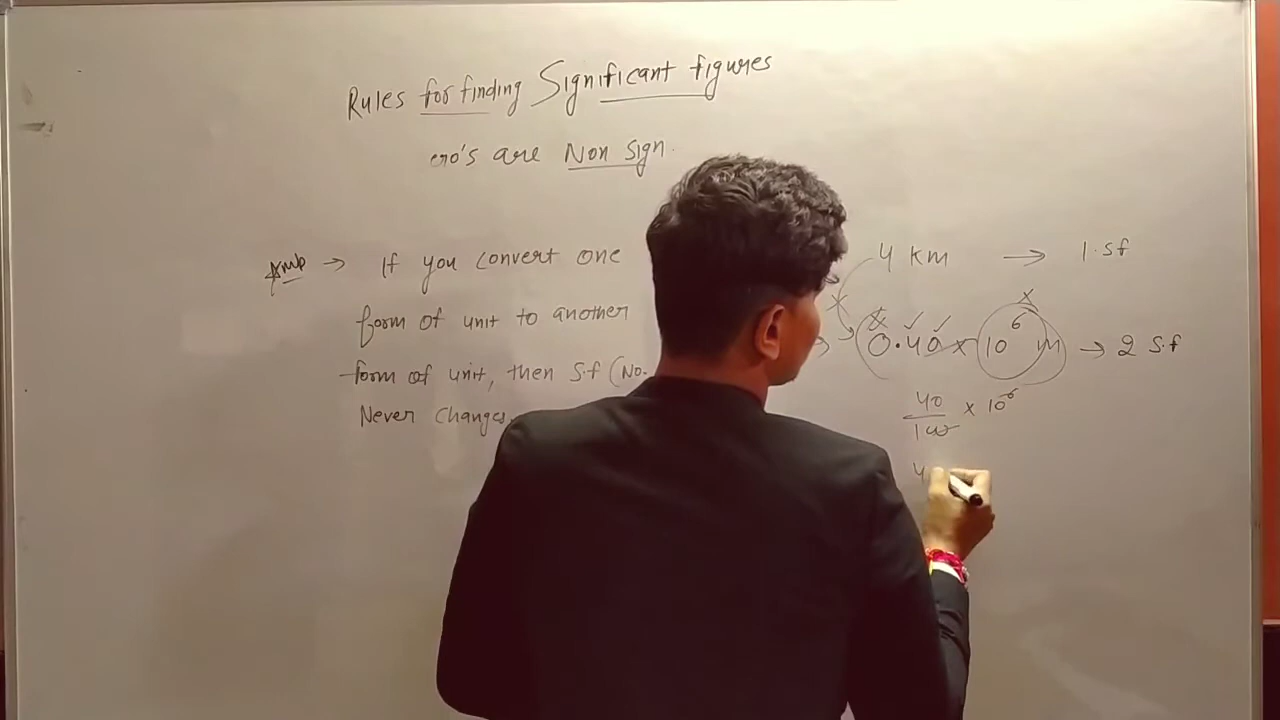 Rules for finding Significant figures
ero's are Non sign.
Imp → If you convert one
form of unit to another
form of unit, then S.f (No.
Never Changes.
4 km → 1.sf
0.40 x 10⁶ m → 2 s.f
40/100 x 10⁶
4